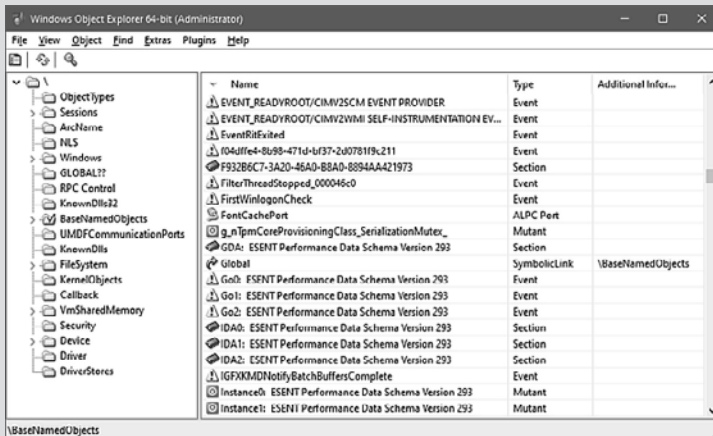 Windows Object Explorer 64-bit (Administrator)
File View Object Find Extras Plugins Help
\
ObjectTypes
Sessions
ArcName
NLS
Windows
GLOBAL??
RPC Control
KnownDlls32
BaseNamedObjects
UMDFCommunicationPorts
KnownDlls
FileSystem
KernelObjects
Callback
VmSharedMemory
Security
Device
Driver
DriverStores
Name Type Additional Infor...
EVENT_READYROOT/CIMV2SCM EVENT PROVIDER Event
EVENT_READYROOT/CIMV2WMI SELF-INSTRUMENTATION EV... Event
EventRitExited Event
f04dffe4-8b98-471d-bf37-2d0781f9c211 Event
F932B6C7-3A20-46A0-B8A0-8894AA421973 Section
FilterThreadStopped_000046c0 Event
FirstWinlogonCheck Event
FontCachePort ALPC Port
g_nTpmCoreProvisioningClass_SerializationMutex_ Mutant
GDA: ESENT Performance Data Schema Version 293 Section
Global SymbolicLink \BaseNamedObjects
Go0: ESENT Performance Data Schema Version 293 Event
Go1: ESENT Performance Data Schema Version 293 Event
Go2: ESENT Performance Data Schema Version 293 Event
IDA0: ESENT Performance Data Schema Version 293 Section
IDA1: ESENT Performance Data Schema Version 293 Section
IDA2: ESENT Performance Data Schema Version 293 Section
IGFXKMDNotifyBatchBuffersComplete Event
Instance0: ESENT Performance Data Schema Version 293 Mutant
Instance1: ESENT Performance Data Schema Version 293 Mutant
\BaseNamedObjects